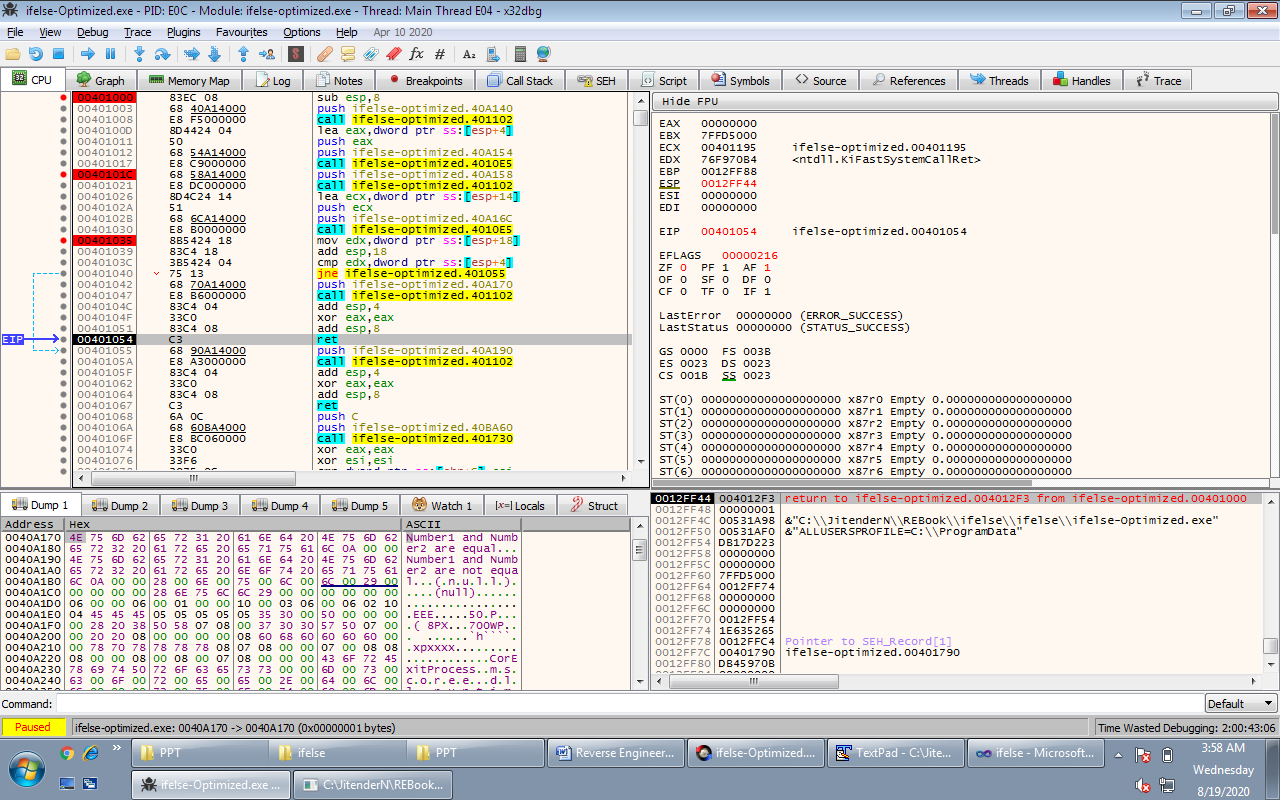 ifelse-Optimized.exe - PID: E0C - Module: ifelse-optimized.exe - Thread: Main Thread E04 - x32dbg
File View Debug Trace Plugins Favourites Options Help Apr 10 2020
CPU Graph Memory Map Log Notes Breakpoints Call Stack SEH Script Symbols Source References Threads Handles Trace
00401000 83EC 08 sub esp,8
00401003 68 40A14000 push ifelse-optimized.40A140
00401008 E8 F5000000 call ifelse-optimized.401102
0040100D 8D4424 04 lea eax,dword ptr ss:[esp+4]
00401011 50 push eax
00401012 68 54A14000 push ifelse-optimized.40A154
00401017 E8 C9000000 call ifelse-optimized.4010E5
0040101C 68 58A14000 push ifelse-optimized.40A158
00401021 E8 DC000000 call ifelse-optimized.401102
00401026 8D4C24 14 lea ecx,dword ptr ss:[esp+14]
0040102A 51 push ecx
0040102B 68 6CA14000 push ifelse-optimized.40A16C
00401030 E8 B0000000 call ifelse-optimized.4010E5
00401035 8B5424 18 mov edx,dword ptr ss:[esp+18]
00401039 83C4 18 add esp,18
0040103C 3B5424 04 cmp edx,dword ptr ss:[esp+4]
00401040 75 13 jne ifelse-optimized.401055
00401042 68 70A14000 push ifelse-optimized.40A170
00401047 E8 B6000000 call ifelse-optimized.401102
0040104C 83C4 04 add esp,4
0040104F 33C0 xor eax,eax
00401051 83C4 08 add esp,8
EIP 00401054 C3 ret
00401055 68 90A14000 push ifelse-optimized.40A190
0040105A E8 A3000000 call ifelse-optimized.401102
0040105F 83C4 04 add esp,4
00401062 33C0 xor eax,eax
00401064 83C4 08 add esp,8
00401067 C3 ret
00401068 6A 0C push C
0040106A 68 60BA4000 push ifelse-optimized.40BA60
0040106F E8 BC060000 call ifelse-optimized.401730
00401074 33C0 xor eax,eax
00401076 33F6 xor esi,esi
Hide FPU
EAX 00000000
EBX 7FFD5000
ECX 00401195 ifelse-optimized.00401195
EDX 76F970B4 <ntdll.KiFastSystemCallRet>
EBP 0012FF88
ESP 0012FF44
ESI 00000000
EDI 00000000
EIP 00401054 ifelse-optimized.00401054
EFLAGS 00000216
ZF 0 PF 1 AF 1
OF 0 SF 0 DF 0
CF 0 TF 0 IF 1
LastError 00000000 (ERROR_SUCCESS)
LastStatus 00000000 (STATUS_SUCCESS)
GS 0000 FS 003B
ES 0023 DS 0023
CS 001B SS 0023
ST(0) 00000000000000000000 x87r0 Empty 0.000000000000000000
ST(1) 00000000000000000000 x87r1 Empty 0.000000000000000000
ST(2) 00000000000000000000 x87r2 Empty 0.000000000000000000
ST(3) 00000000000000000000 x87r3 Empty 0.000000000000000000
ST(4) 00000000000000000000 x87r4 Empty 0.000000000000000000
ST(5) 00000000000000000000 x87r5 Empty 0.000000000000000000
ST(6) 00000000000000000000 x87r6 Empty 0.000000000000000000
Dump 1 Dump 2 Dump 3 Dump 4 Dump 5 Watch 1 Locals Struct
Address Hex ASCII
0040A170 4E 75 6D 62 65 72 31 20 61 6E 64 20 4E 75 6D 62 Number1 and Numb
0040A180 65 72 32 20 61 72 65 20 65 71 75 61 6C 0A 00 00 er2 are equal...
0040A190 4E 75 6D 62 65 72 31 20 61 6E 64 20 4E 75 6D 62 Number1 and Numb
0040A1A0 65 72 32 20 61 72 65 20 6E 6F 74 20 65 71 75 61 er2 are not equa
0040A1B0 6C 0A 00 00 28 00 6E 00 75 00 6C 00 6C 00 29 00 l...(.n.u.l.l.).
0040A1C0 00 00 00 00 28 6E 75 6C 6C 29 00 00 00 00 00 00 ....(null)......
0040A1D0 06 00 00 06 00 01 00 00 10 00 03 06 00 06 02 10 ................
0040A1E0 04 45 45 45 05 05 05 05 05 35 30 00 50 00 00 00 .EEE.....50.P...
0040A1F0 00 28 20 38 50 58 07 08 00 37 30 30 57 50 07 00 .( 8PX...700WP..
0040A200 00 20 20 08 00 00 00 00 08 60 68 60 60 60 60 00 . ......`h````.
0040A210 00 78 70 78 78 78 78 08 07 08 00 00 07 00 08 08 .xpxxxx.........
0040A220 08 00 00 08 00 08 00 07 08 00 00 00 43 6F 72 45 ............CorE
0040A230 78 69 74 50 72 6F 63 65 73 73 00 00 6D 00 73 00 xitProcess..m.s.
0040A240 63 00 6F 00 72 00 65 00 65 00 2E 00 64 00 6C 00 c.o.r.e.e...d.l.
0012FF44 004012F3 return to ifelse-optimized.004012F3 from ifelse-optimized.00401000
0012FF48 00000001
0012FF4C 00531A98 &"C:\\JitenderN\\REBook\\ifelse\\ifelse\\ifelse-Optimized.exe"
0012FF50 00531AF0 &"ALLUSERSPROFILE=C:\\ProgramData"
0012FF54 DB17D223
0012FF58 00000000
0012FF5C 00000000
0012FF60 7FFD5000
0012FF64 0012FF74
0012FF68 00000000
0012FF6C 00000000
0012FF70 0012FF54
0012FF74 1E635265
0012FF78 0012FFC4 Pointer to SEH_Record[1]
0012FF7C 00401790 ifelse-optimized.00401790
0012FF80 DB45970B
Command: Default
Paused ifelse-optimized.exe: 0040A170 -> 0040A170 (0x00000001 bytes) Time Wasted Debugging: 2:00:43:06
PPT ifelse PPT Reverse Engineer... ifelse-Optimized.... TextPad - C:\Jite... ifelse - Microsoft... 3:58 AM
Wednesday
ifelse-Optimized.exe ... C:\JitenderN\REBook... 8/19/2020